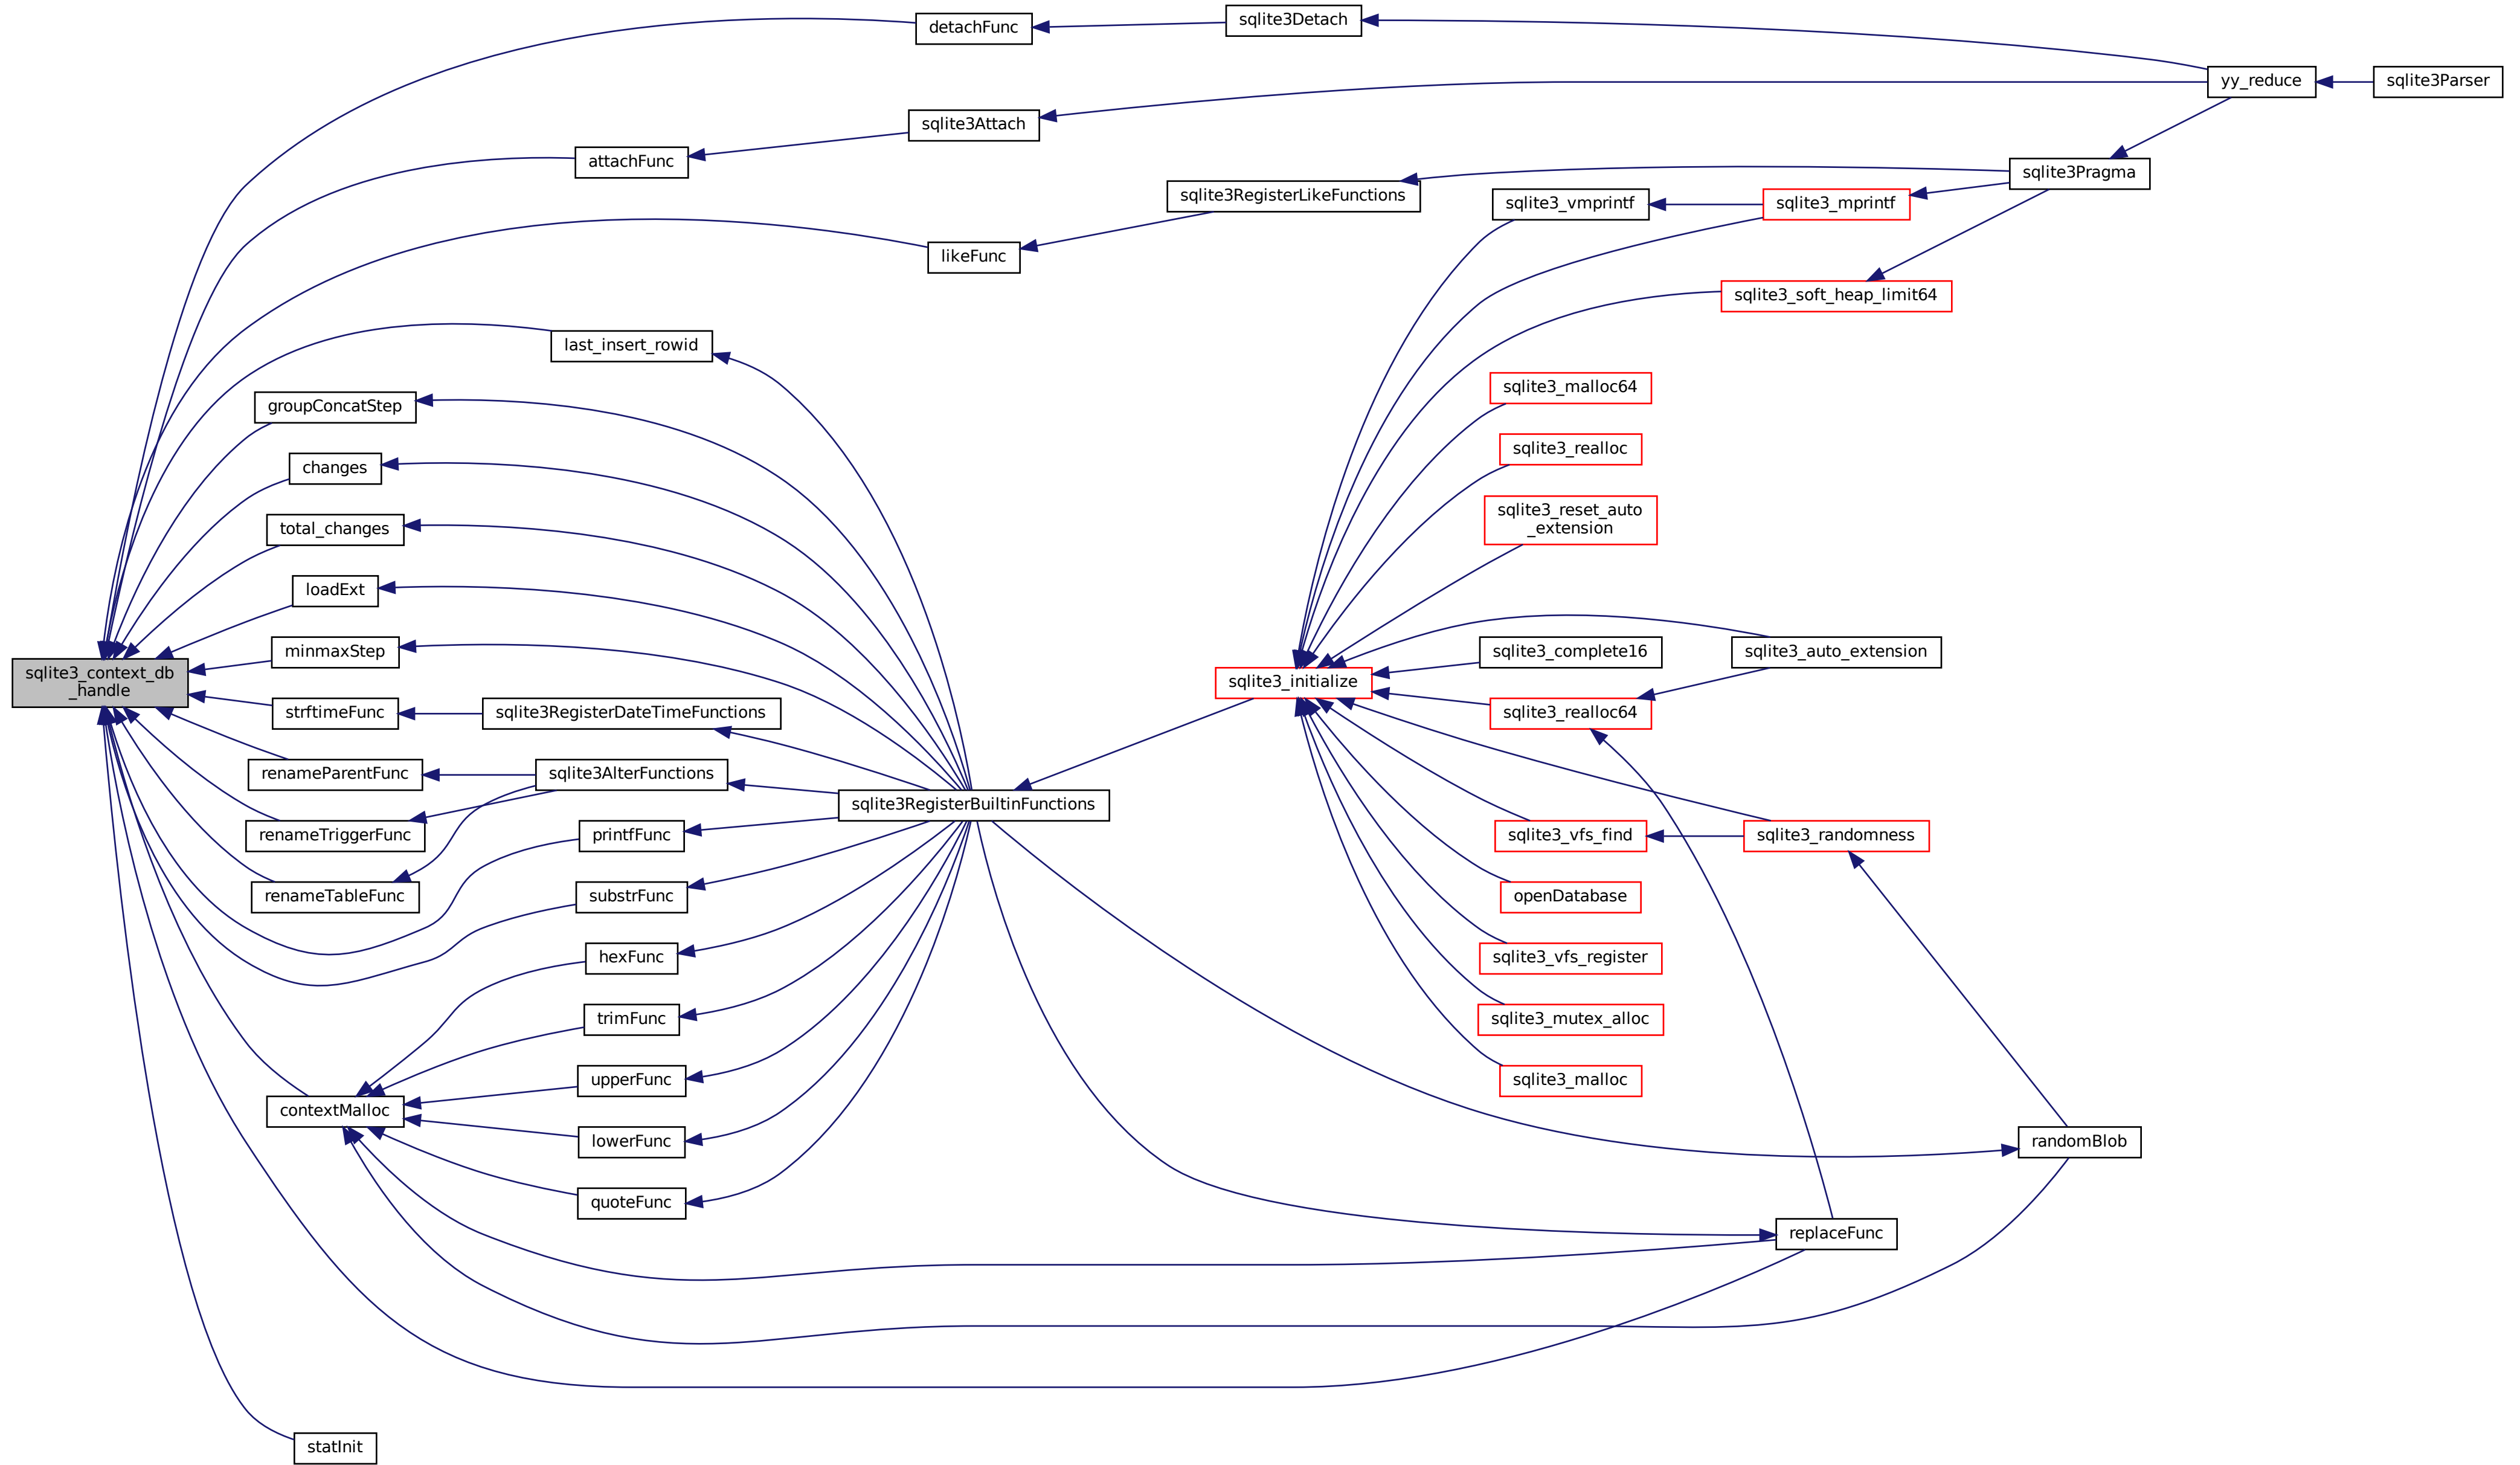 detachFunc
sqlite3Detach
yy_reduce
sqlite3Parser
sqlite3Attach
attachFunc
sqlite3Pragma
sqlite3RegisterLikeFunctions
sqlite3_vmprintf
sqlite3_mprintf
likeFunc
sqlite3_soft_heap_limit64
last_insert_rowid
sqlite3_malloc64
groupConcatStep
sqlite3_realloc
changes
sqlite3_reset_auto
_extension
total_changes
loadExt
minmaxStep
sqlite3_complete16
sqlite3_auto_extension
sqlite3_context_db
_handle
sqlite3_initialize
strftimeFunc
sqlite3RegisterDateTimeFunctions
sqlite3_realloc64
renameParentFunc
sqlite3AlterFunctions
sqlite3RegisterBuiltinFunctions
renameTriggerFunc
printfFunc
sqlite3_vfs_find
sqlite3_randomness
renameTableFunc
substrFunc
openDatabase
hexFunc
sqlite3_vfs_register
trimFunc
sqlite3_mutex_alloc
upperFunc
sqlite3_malloc
contextMalloc
lowerFunc
randomBlob
quoteFunc
replaceFunc
statInit